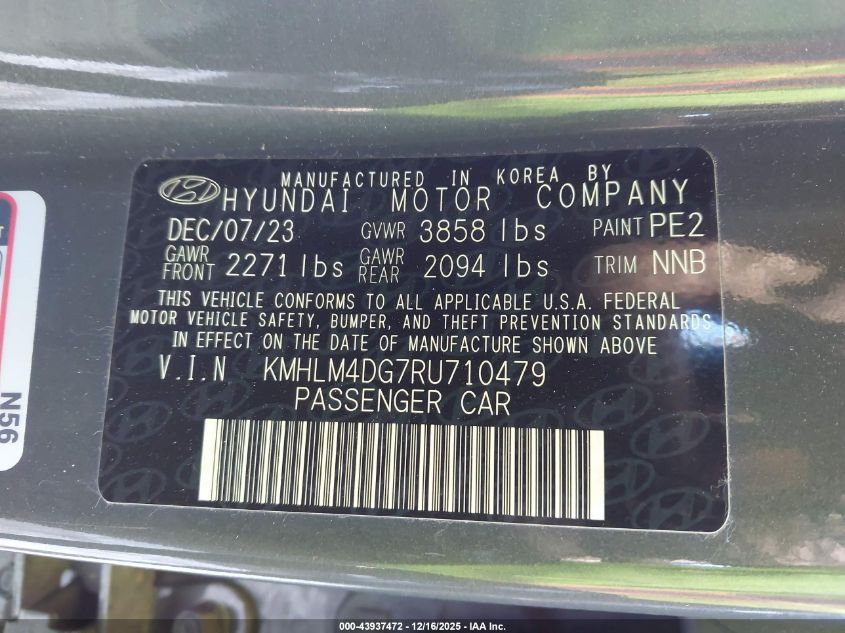 MANUFACTURED IN KOREA BY
HYUNDAI MOTOR COMPANY
DEC/07/23 GVWR 3858 lbs PAINT PE2
GAWR FRONT 2271 lbs GAWR REAR 2094 lbs TRIM NNB
THIS VEHICLE CONFORMS TO ALL APPLICABLE U.S.A. FEDERAL
MOTOR VEHICLE SAFETY, BUMPER, AND THEFT PREVENTION STANDARDS
IN EFFECT ON THE DATE OF MANUFACTURE SHOWN ABOVE
V.I.N KMHLM4DG7RU710479
PASSENGER CAR
N56
000-43937472 - 12/16/2025 - IAA Inc.